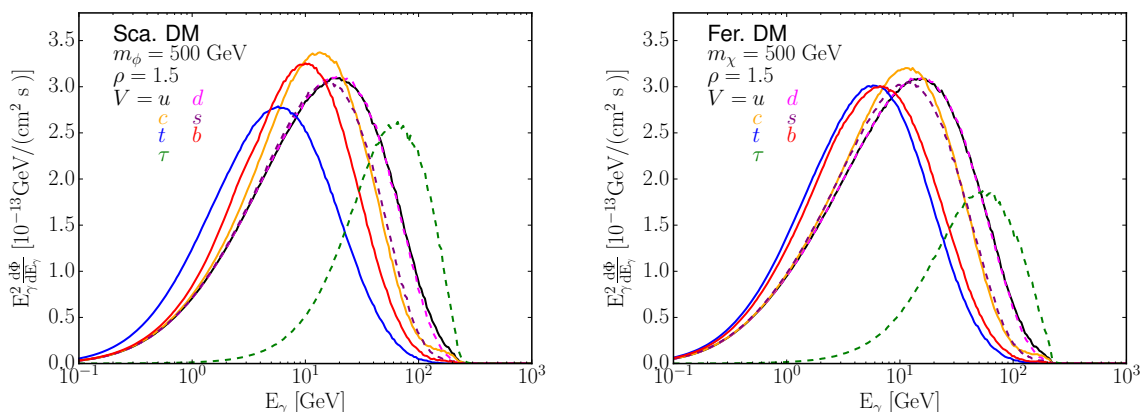 Sca. DM
m_ϕ = 500 GeV
ρ = 1.5
V = u d
c s
t b
τ
E_γ^2 dΦ/dE_γ [10^−13 GeV/(cm^2 s )]
3.5
3.0
2.5
2.0
1.5
1.0
0.5
0.0
10^−1 10^0 10^1 10^2 10^3
E_γ [GeV]
Fer. DM
m_χ = 500 GeV
ρ = 1.5
V = u d
c s
t b
τ
E_γ^2 dΦ/dE_γ [10^−13 GeV/(cm^2 s )]
3.5
3.0
2.5
2.0
1.5
1.0
0.5
0.0
10^−1 10^0 10^1 10^2 10^3
E_γ [GeV]